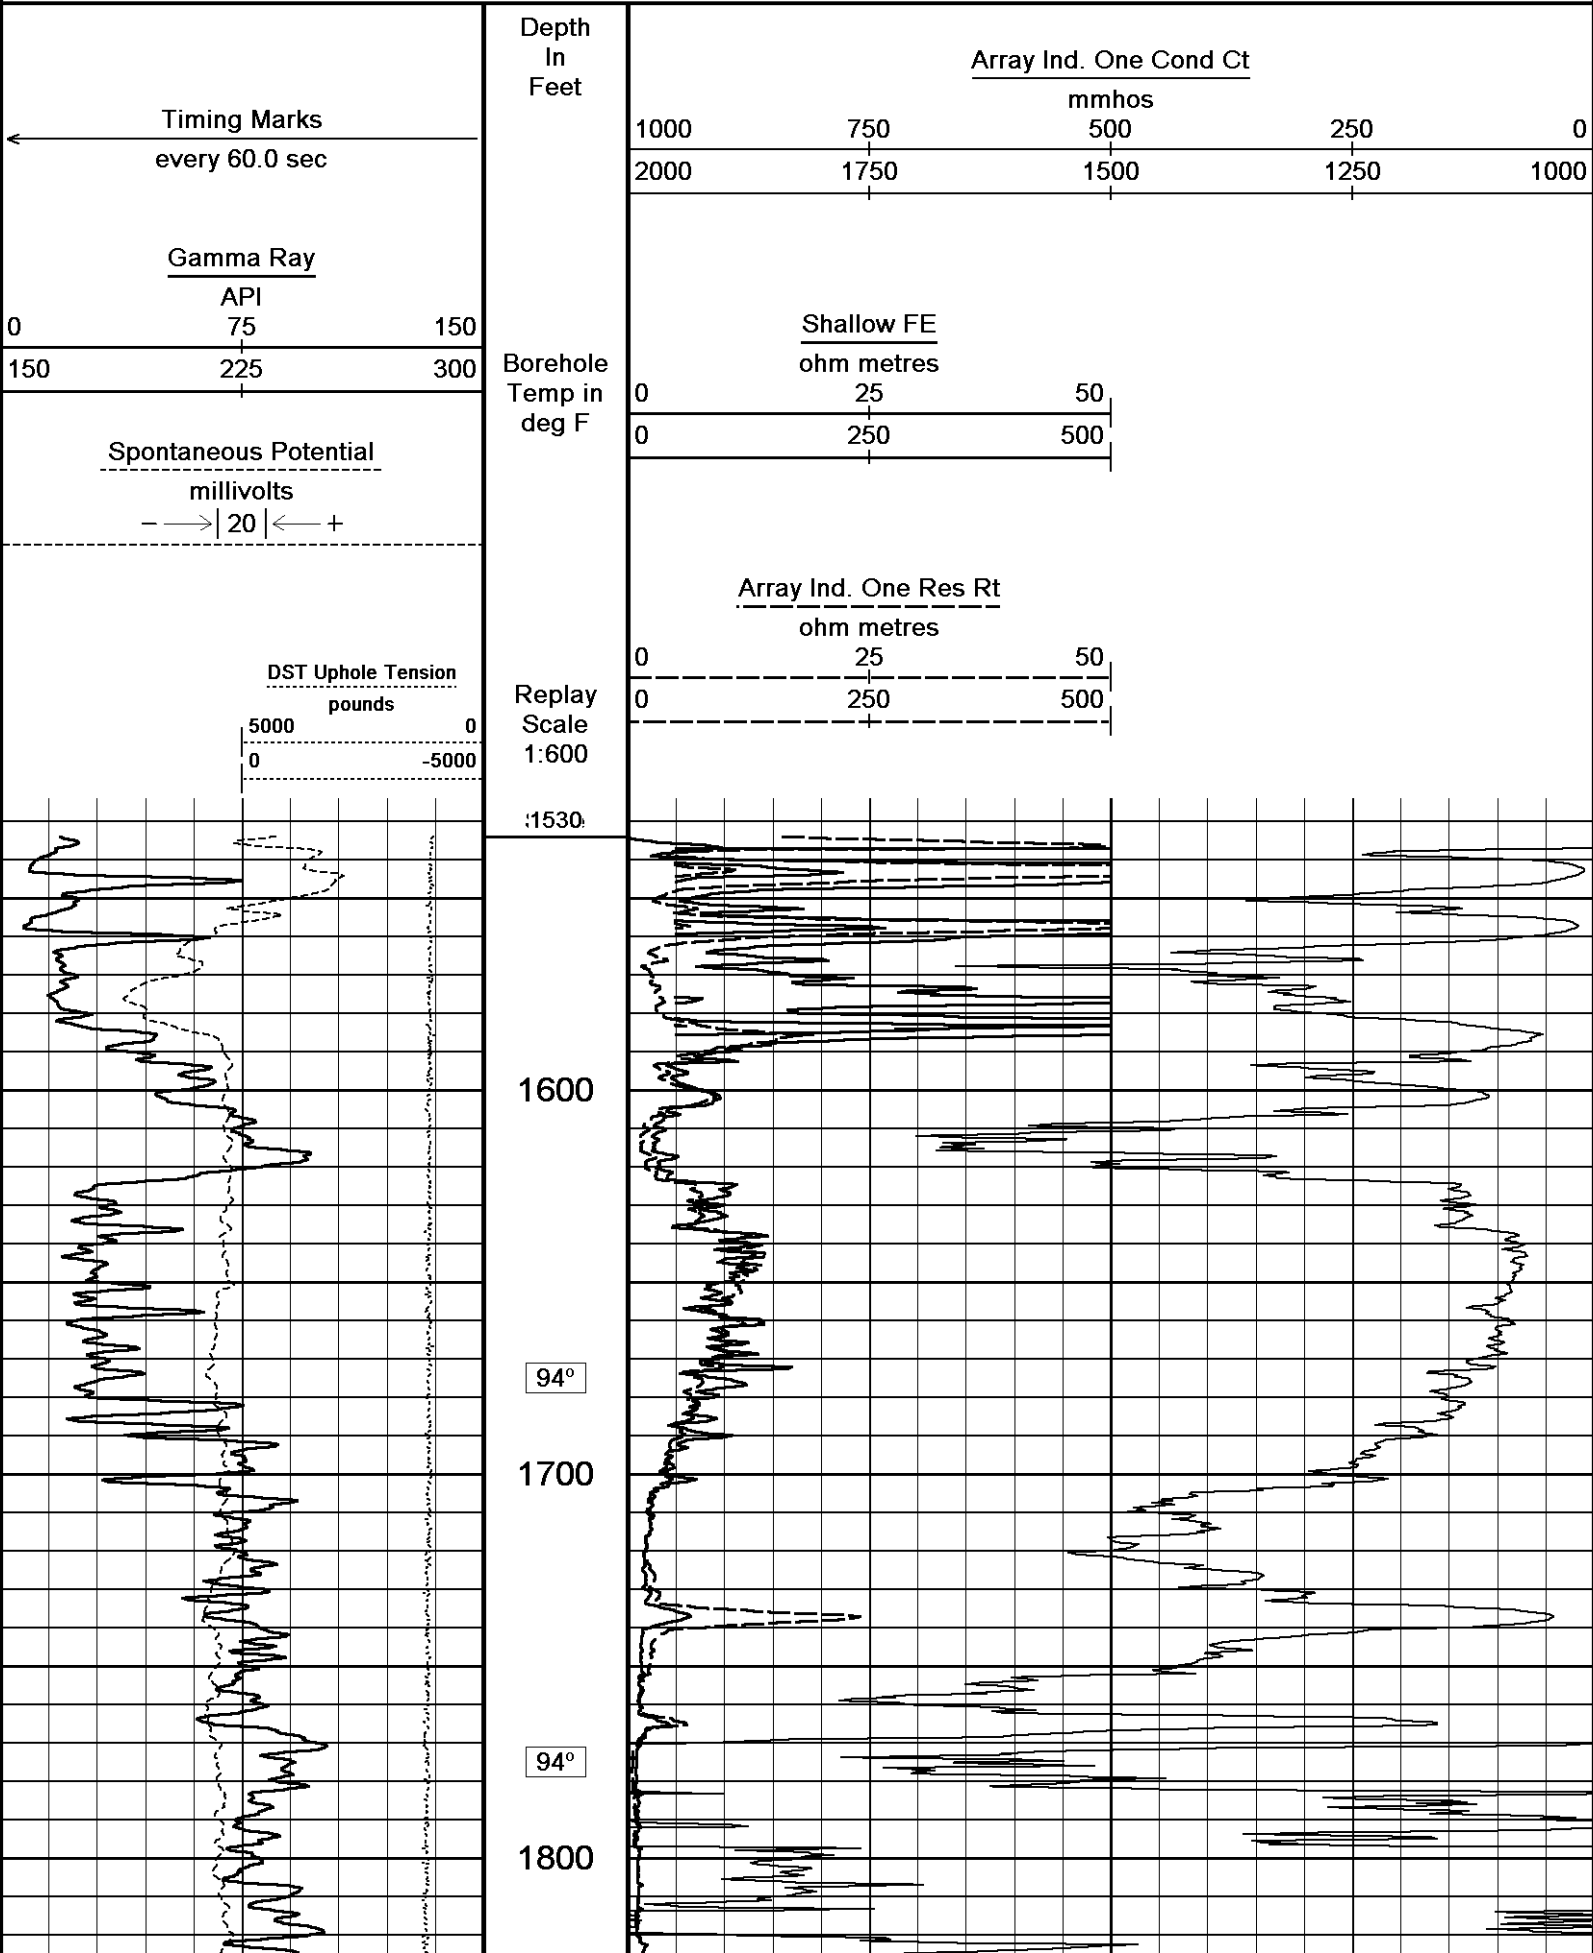 Timing Marks
every 60.0 sec
Gamma Ray
API
0 75 150
150 225 300
Spontaneous Potential
millivolts
− 20 +
DST Uphole Tension
pounds
5000 0
0 -5000
Depth
In
Feet
Borehole
Temp in
deg F
Replay
Scale
1:600
1530
1600
94°
1700
94°
1800
Array Ind. One Cond Ct
mmhos
1000 750 500 250 0
2000 1750 1500 1250 1000
Shallow FE
ohm metres
0 25 50
0 250 500
Array Ind. One Res Rt
ohm metres
0 25 50
0 250 500